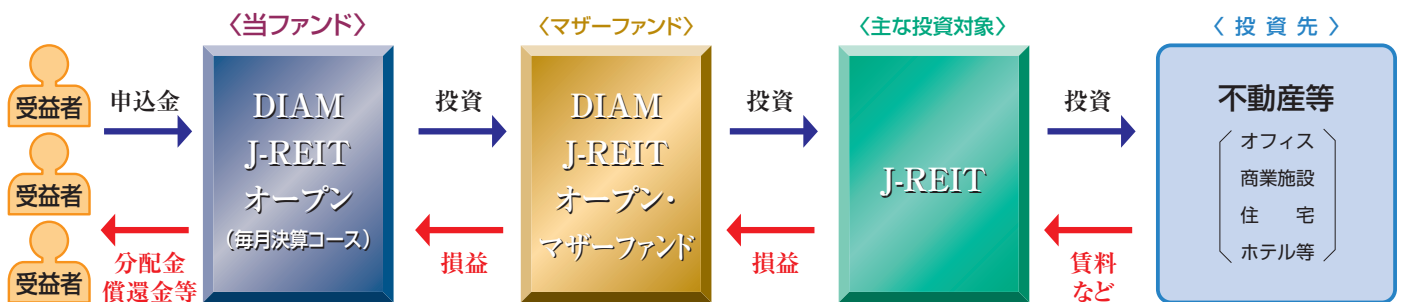 〈当ファンド〉
〈マザーファンド〉
〈主な投資対象〉
〈投資先〉
受益者
受益者
受益者
申込金
分配金
償還金等
DIAM
J-REIT
オープン
(毎月決算コース)
投資
損益
DIAM
J-REIT
オープン・
マザーファンド
投資
損益
J-REIT
投資
賃料
など
不動産等
オフィス
商業施設
住　宅
ホテル等